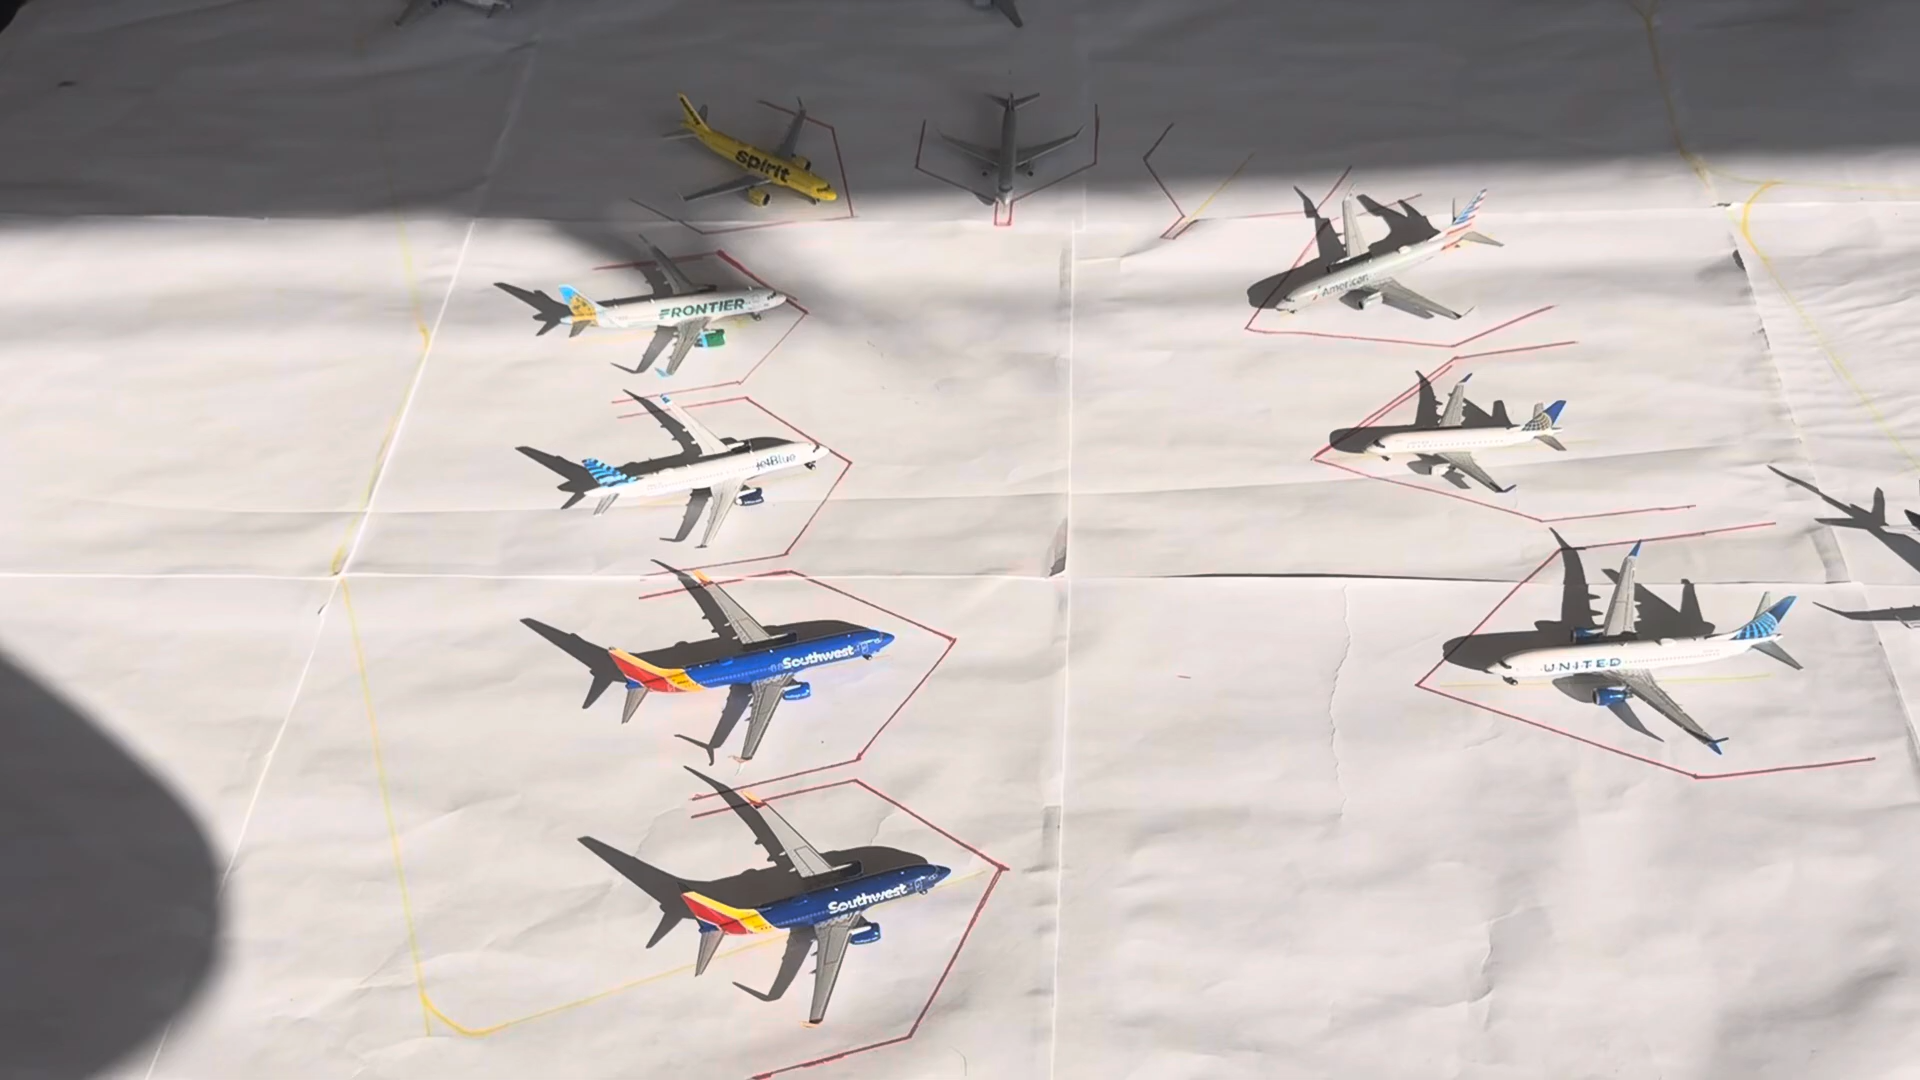 spirit
FRONTIER
American
jetBlue
Southwest
UNITED
Southwest